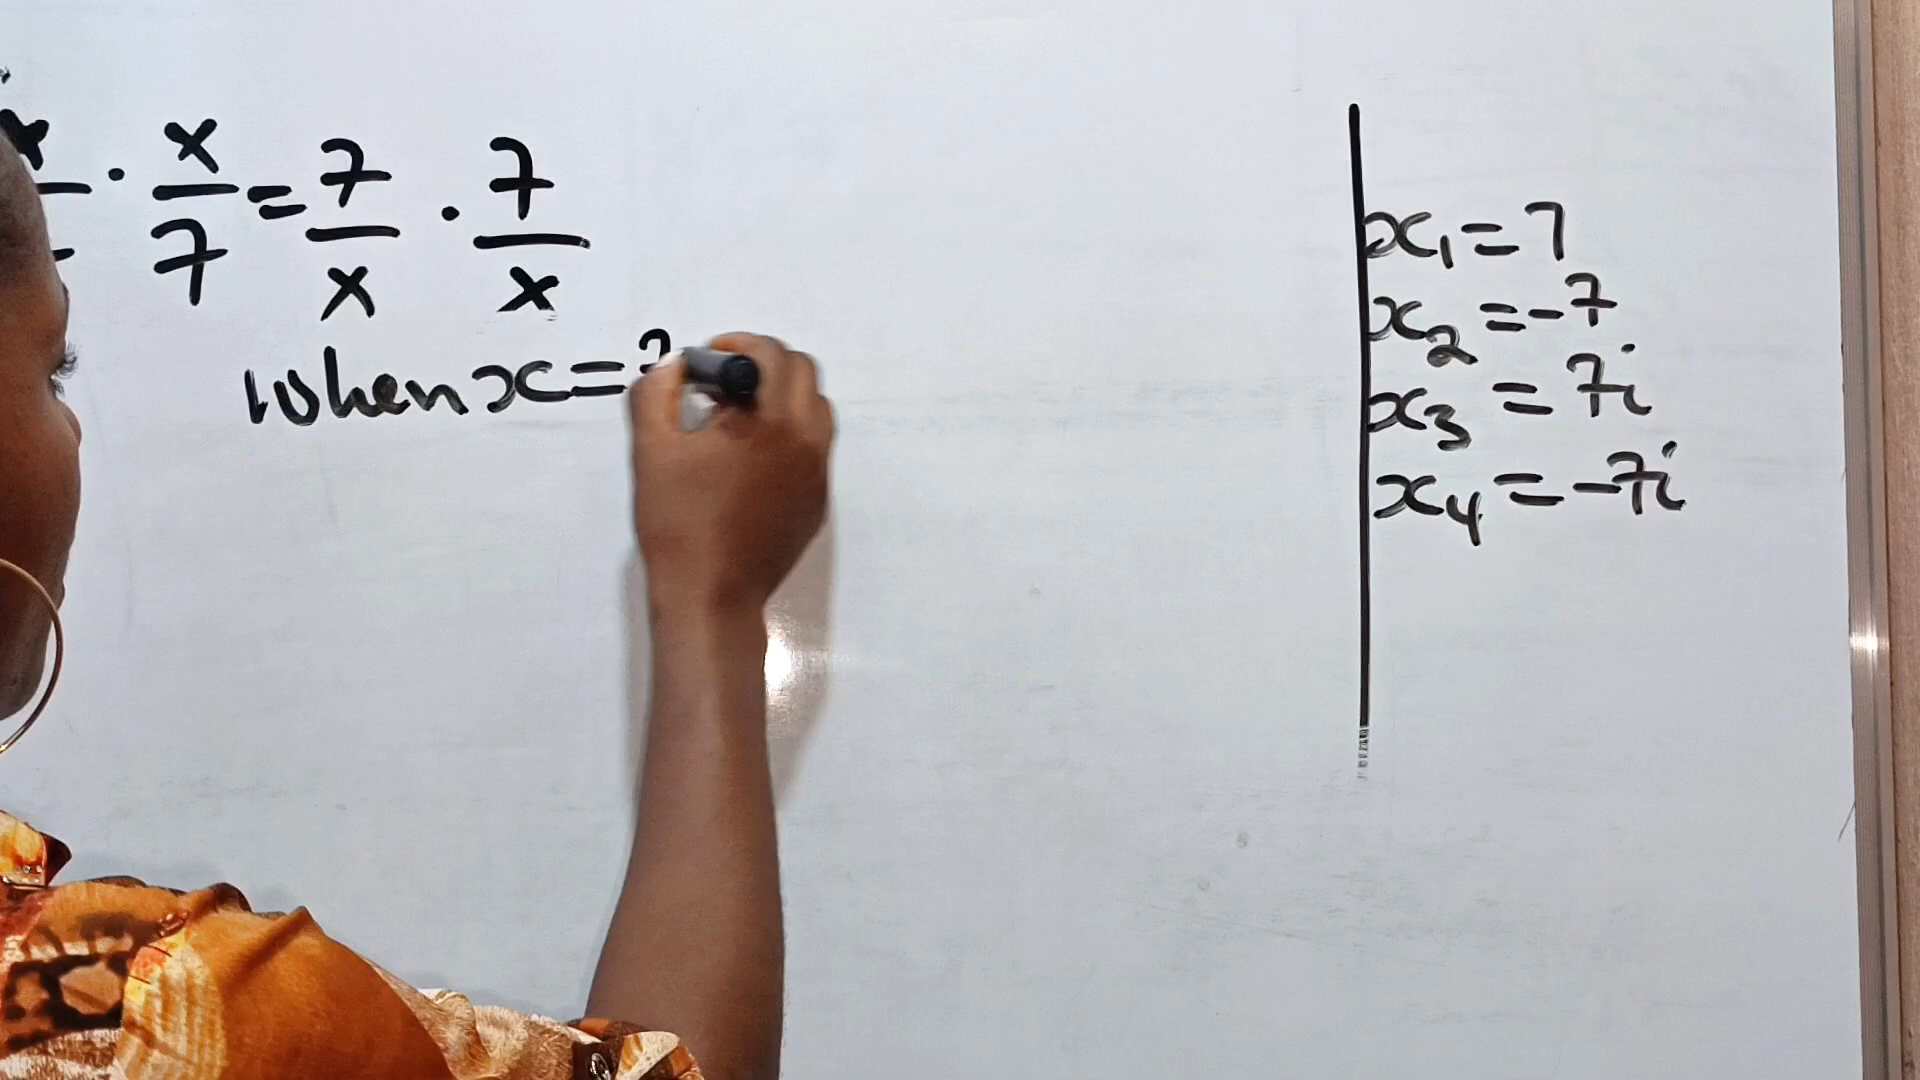 x/ · x/7 = 7/x · 7/x
when x =
x₁ = 7
x₂ = -7
x₃ = 7i
x₄ = -7i